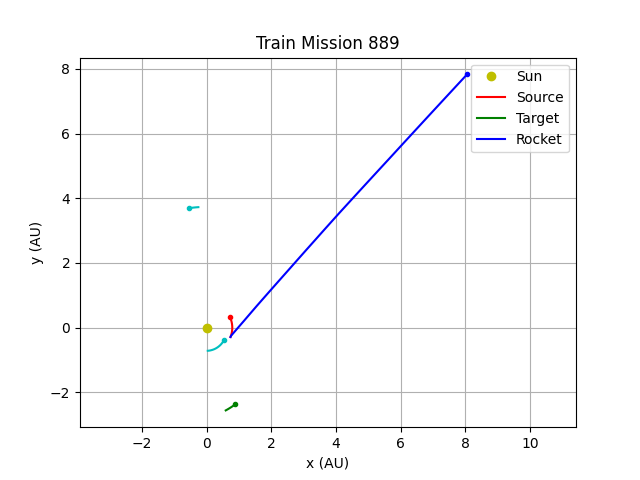 Train Mission 889
Sun
Source
Target
Rocket
8
6
4
2
0
−2
y (AU)
−2
0
2
4
6
8
10
x (AU)